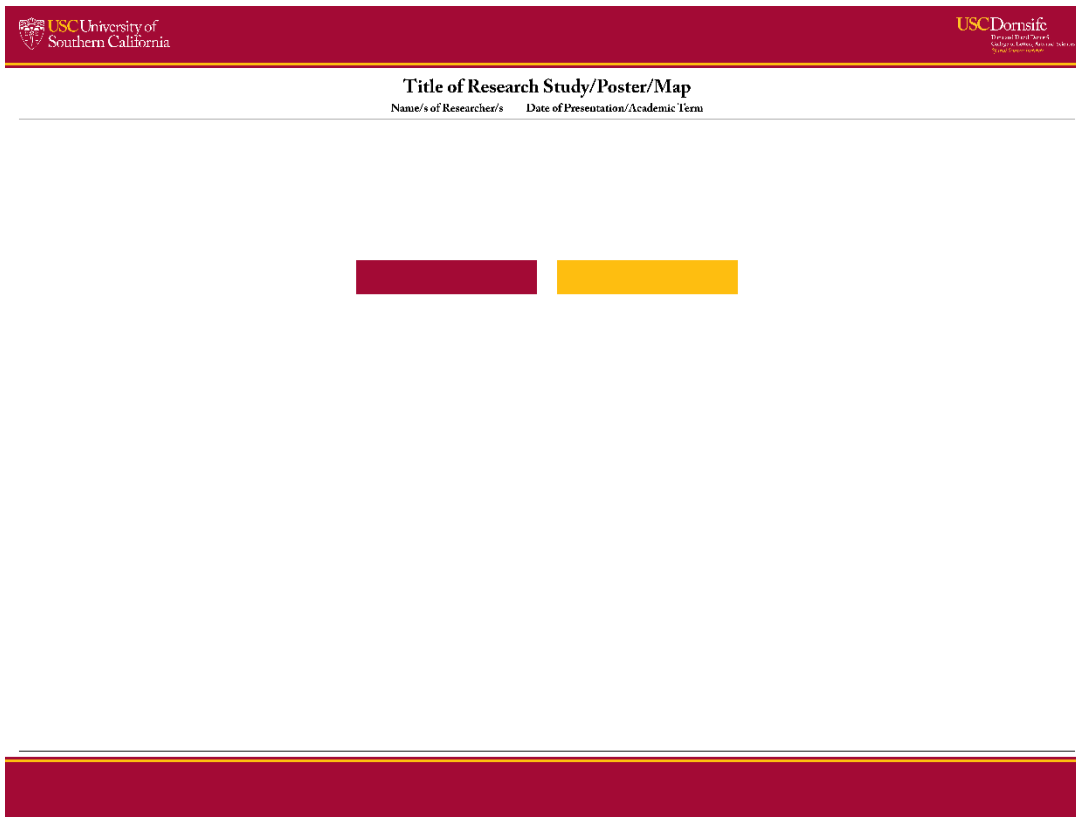 USC University of
Southern California
USC Dornsife
Title of Research Study/Poster/Map
Name/s of Researcher/s Date of Presentation/Academic Term